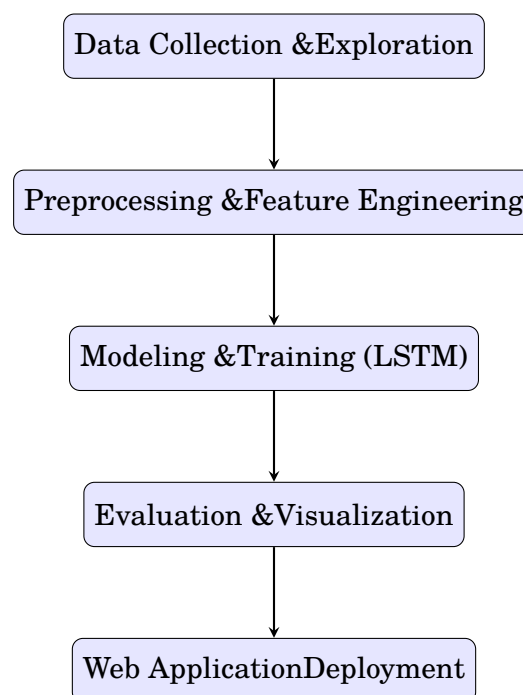 Data Collection &Exploration
Preprocessing &Feature Engineering
Modeling &Training (LSTM)
Evaluation &Visualization
Web ApplicationDeployment